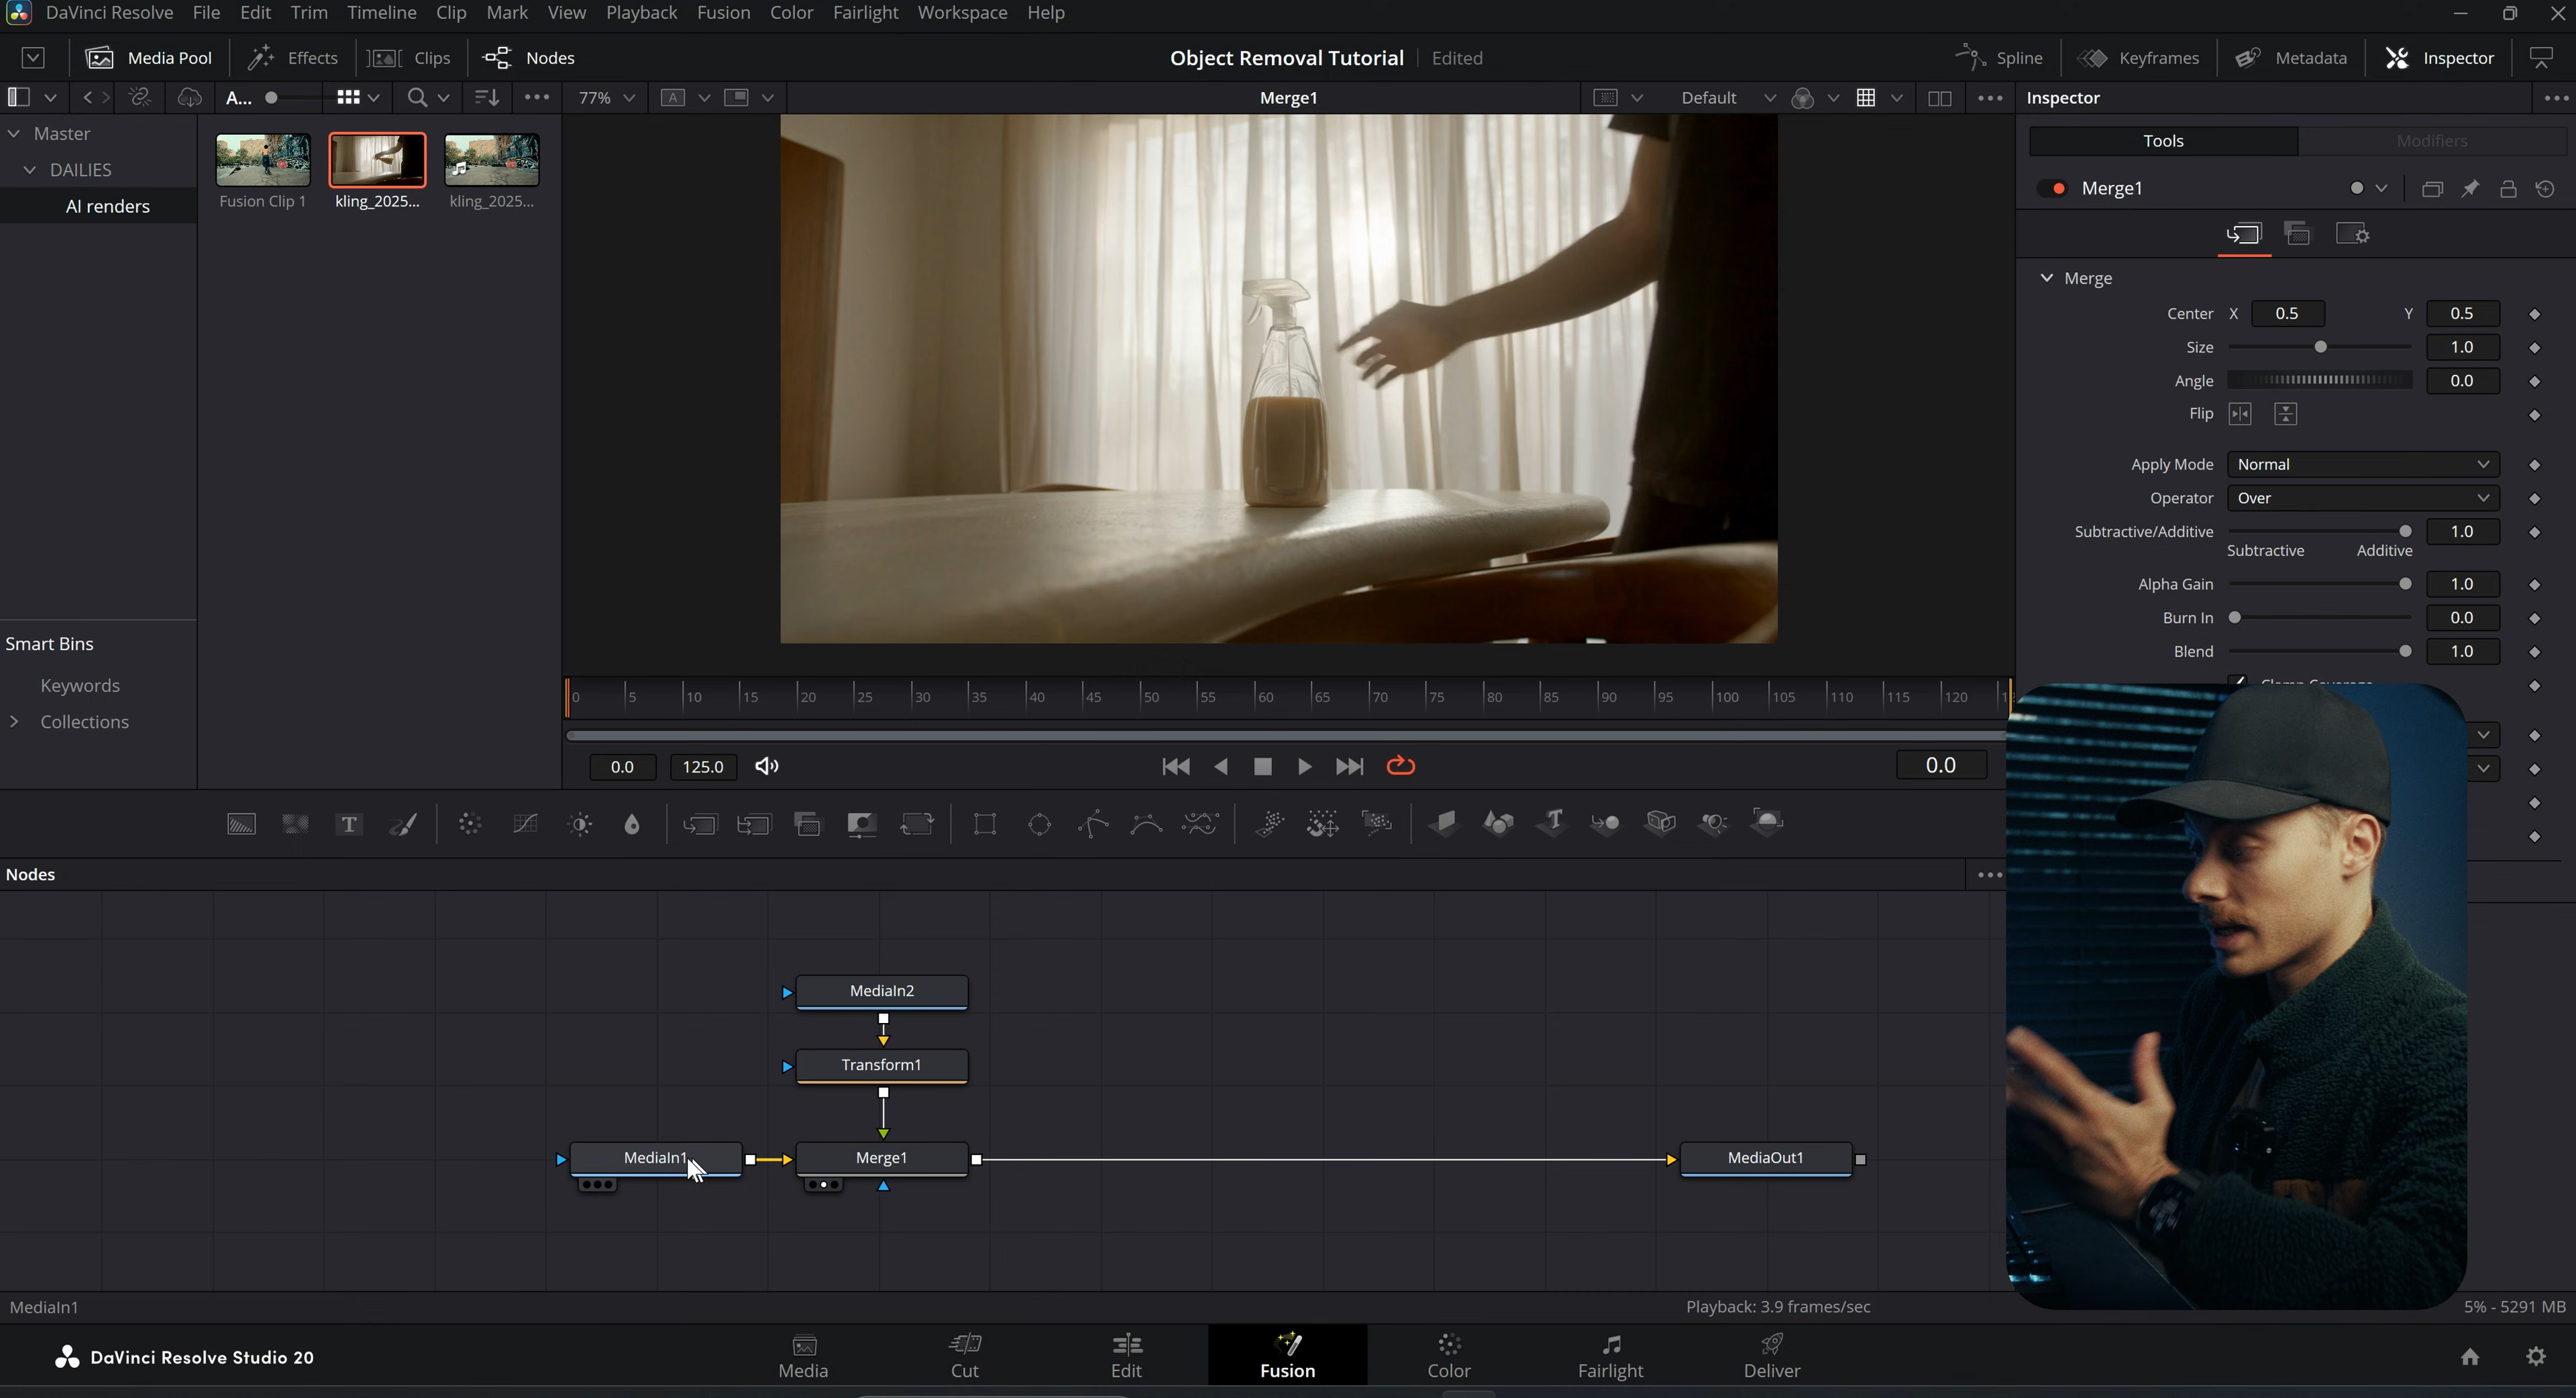 DaVinci Resolve File Edit Trim Timeline Clip Mark View Playback Fusion Color Fairlight Workspace Help
Media Pool Effects Clips Nodes Object Removal Tutorial Edited Spline Keyframes Metadata Inspector
A... 77% A Merge1 Default Inspector
Master
DAILIES
AI renders
Fusion Clip 1 kling_2025... kling_2025...
Smart Bins
Keywords
Collections
Tools Modifiers
Merge1
Merge
Center X 0.5 Y 0.5
Size 1.0
Angle 0.0
Flip
Apply Mode Normal
Operator Over
Subtractive/Additive 1.0
Subtractive Additive
Alpha Gain 1.0
Burn In 0.0
Blend 1.0
0 5 10 15 20 25 30 35 40 45 50 55 60 65 70 75 80 85 90 95 100 105 110 115 120
0.0 125.0 0.0
T T
Nodes
MediaIn2
Transform1
MediaIn1 Merge1 MediaOut1
MediaIn1 Playback: 3.9 frames/sec 5% - 5291 MB
DaVinci Resolve Studio 20 Media Cut Edit Fusion Color Fairlight Deliver